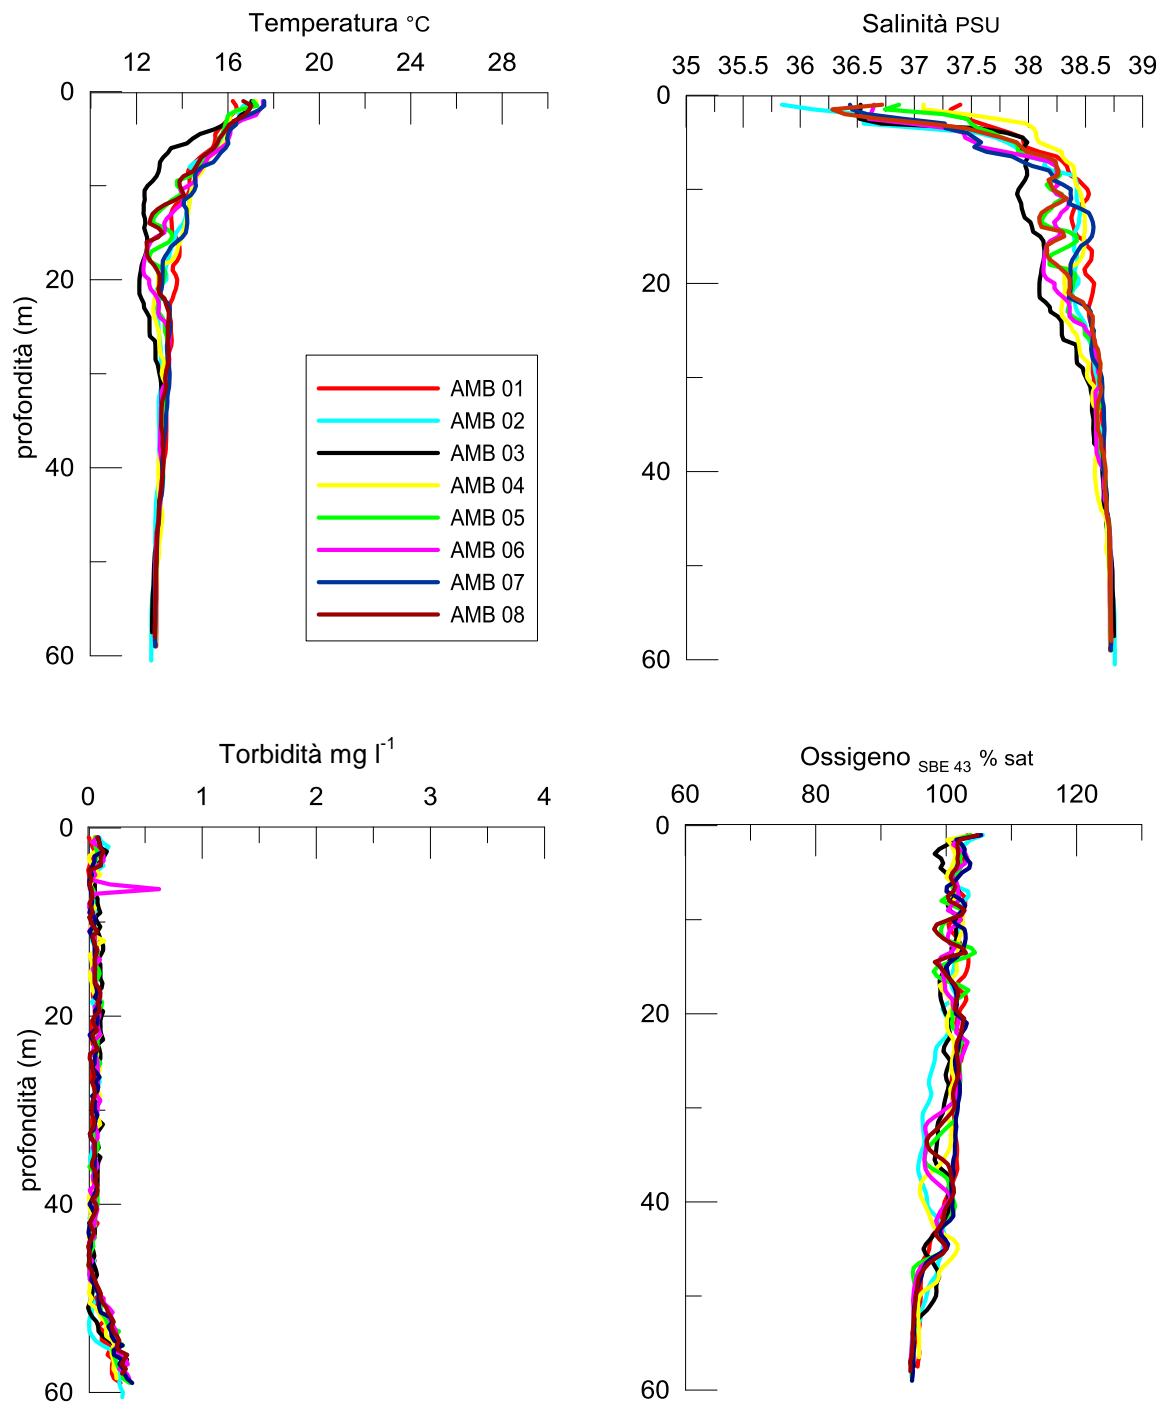 Temperatura °C
12 16 20 24 28
0
20
40
60
profondità (m)
AMB 01
AMB 02
AMB 03
AMB 04
AMB 05
AMB 06
AMB 07
AMB 08
Salinità PSU
35 35.5 36 36.5 37 37.5 38 38.5 39
0
20
40
60
Torbidità mg l-1
0 1 2 3 4
0
20
40
60
profondità (m)
Ossigeno SBE 43 % sat
60 80 100 120
0
20
40
60